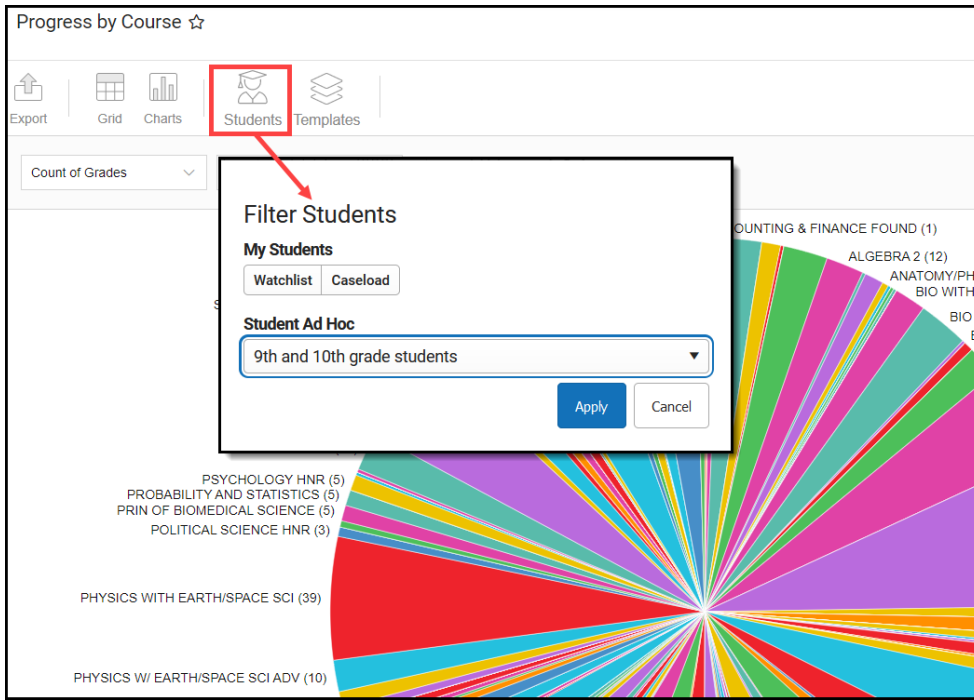 Progress by Course
Export
Grid
Charts
Students
Templates
Count of Grades
Filter Students
My Students
Watchlist
Caseload
Student Ad Hoc
9th and 10th grade students
Apply
Cancel
OUNTING & FINANCE FOUND (1)
ALGEBRA 2 (12)
ANATOMY/PH
BIO WITH
BIO
PSYCHOLOGY HNR (5)
PROBABILITY AND STATISTICS (5)
PRIN OF BIOMEDICAL SCIENCE (5)
POLITICAL SCIENCE HNR (3)
PHYSICS WITH EARTH/SPACE SCI (39)
PHYSICS W/ EARTH/SPACE SCI ADV (10)